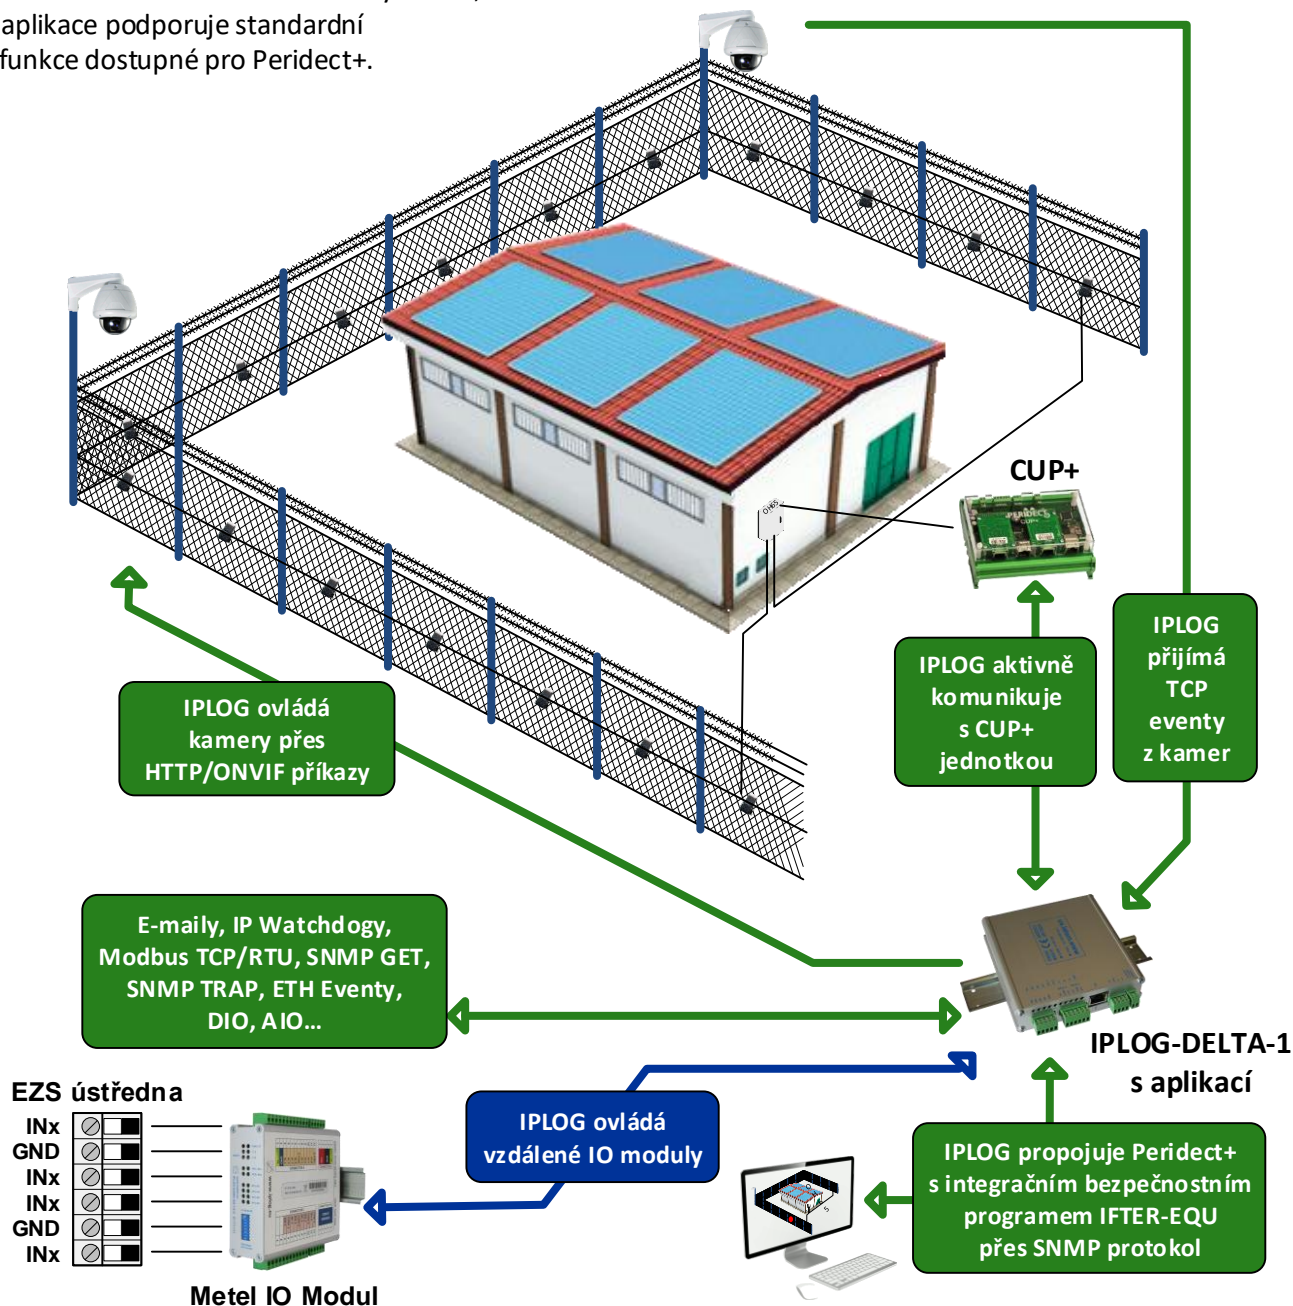 aplikace podporuje standardní
funkce dostupné pro Peridect+.
CUP+
PERIDECT
CUP+
IPLOG
přijímá
TCP
eventy
z kamer
IPLOG aktivně
komunikuje
s CUP+
jednotkou
IPLOG ovládá
kamery přes
HTTP/ONVIF příkazy
E-maily, IP Watchdogy,
Modbus TCP/RTU, SNMP GET,
SNMP TRAP, ETH Eventy,
DIO, AIO...
IPLOG-DELTA-1
s aplikací
EZS ústředna
INx
GND
INx
INx
GND
INx
IPLOG ovládá
vzdálené IO moduly
IPLOG propojuje Peridect+
s integračním bezpečnostním
programem IFTER-EQU
přes SNMP protokol
Metel IO Modul